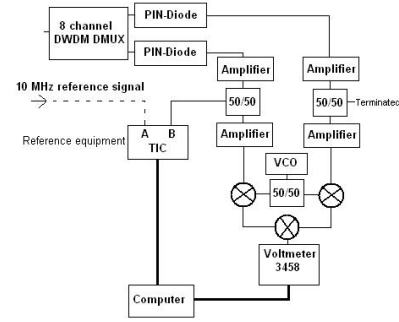 8 channel
DWDM DMUX
PIN-Diode
PIN-Diode
Amplifier
Amplifier
10 MHz reference signal
50/50
50/50
Terminated
Reference equipment
A B
TIC
Amplifier
Amplifier
VCO
50/50
Voltmeter
3458
Computer